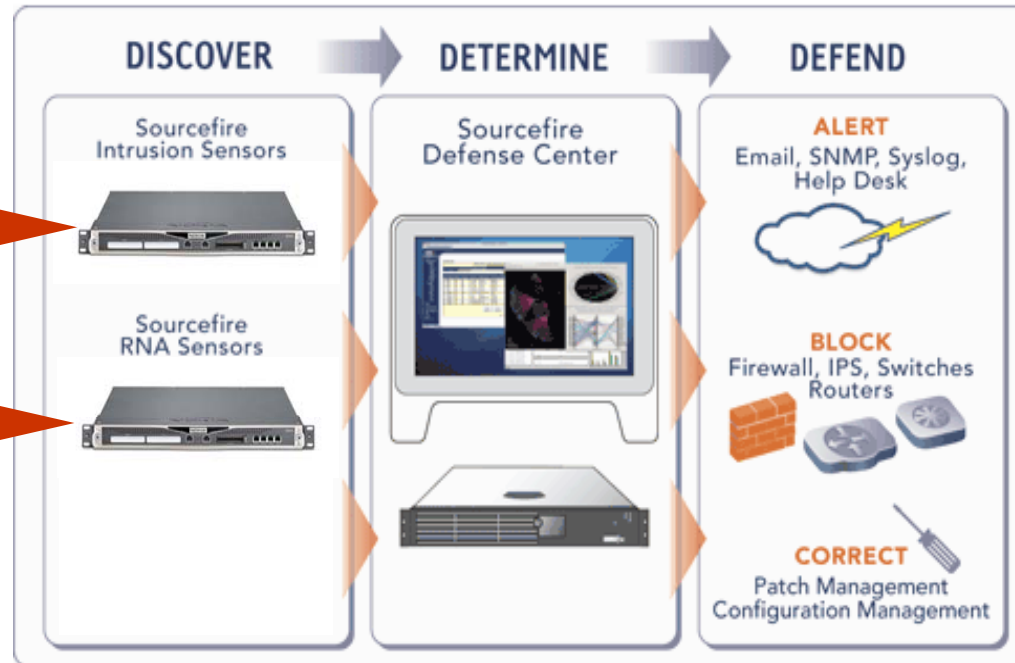 DISCOVER
DETERMINE
DEFEND
Sourcefire
Intrusion Sensors
Sourcefire
RNA Sensors
Sourcefire
Defense Center
ALERT
Email, SNMP, Syslog,
Help Desk
BLOCK
Firewall, IPS, Switches
Routers
CORRECT
Patch Management
Configuration Management